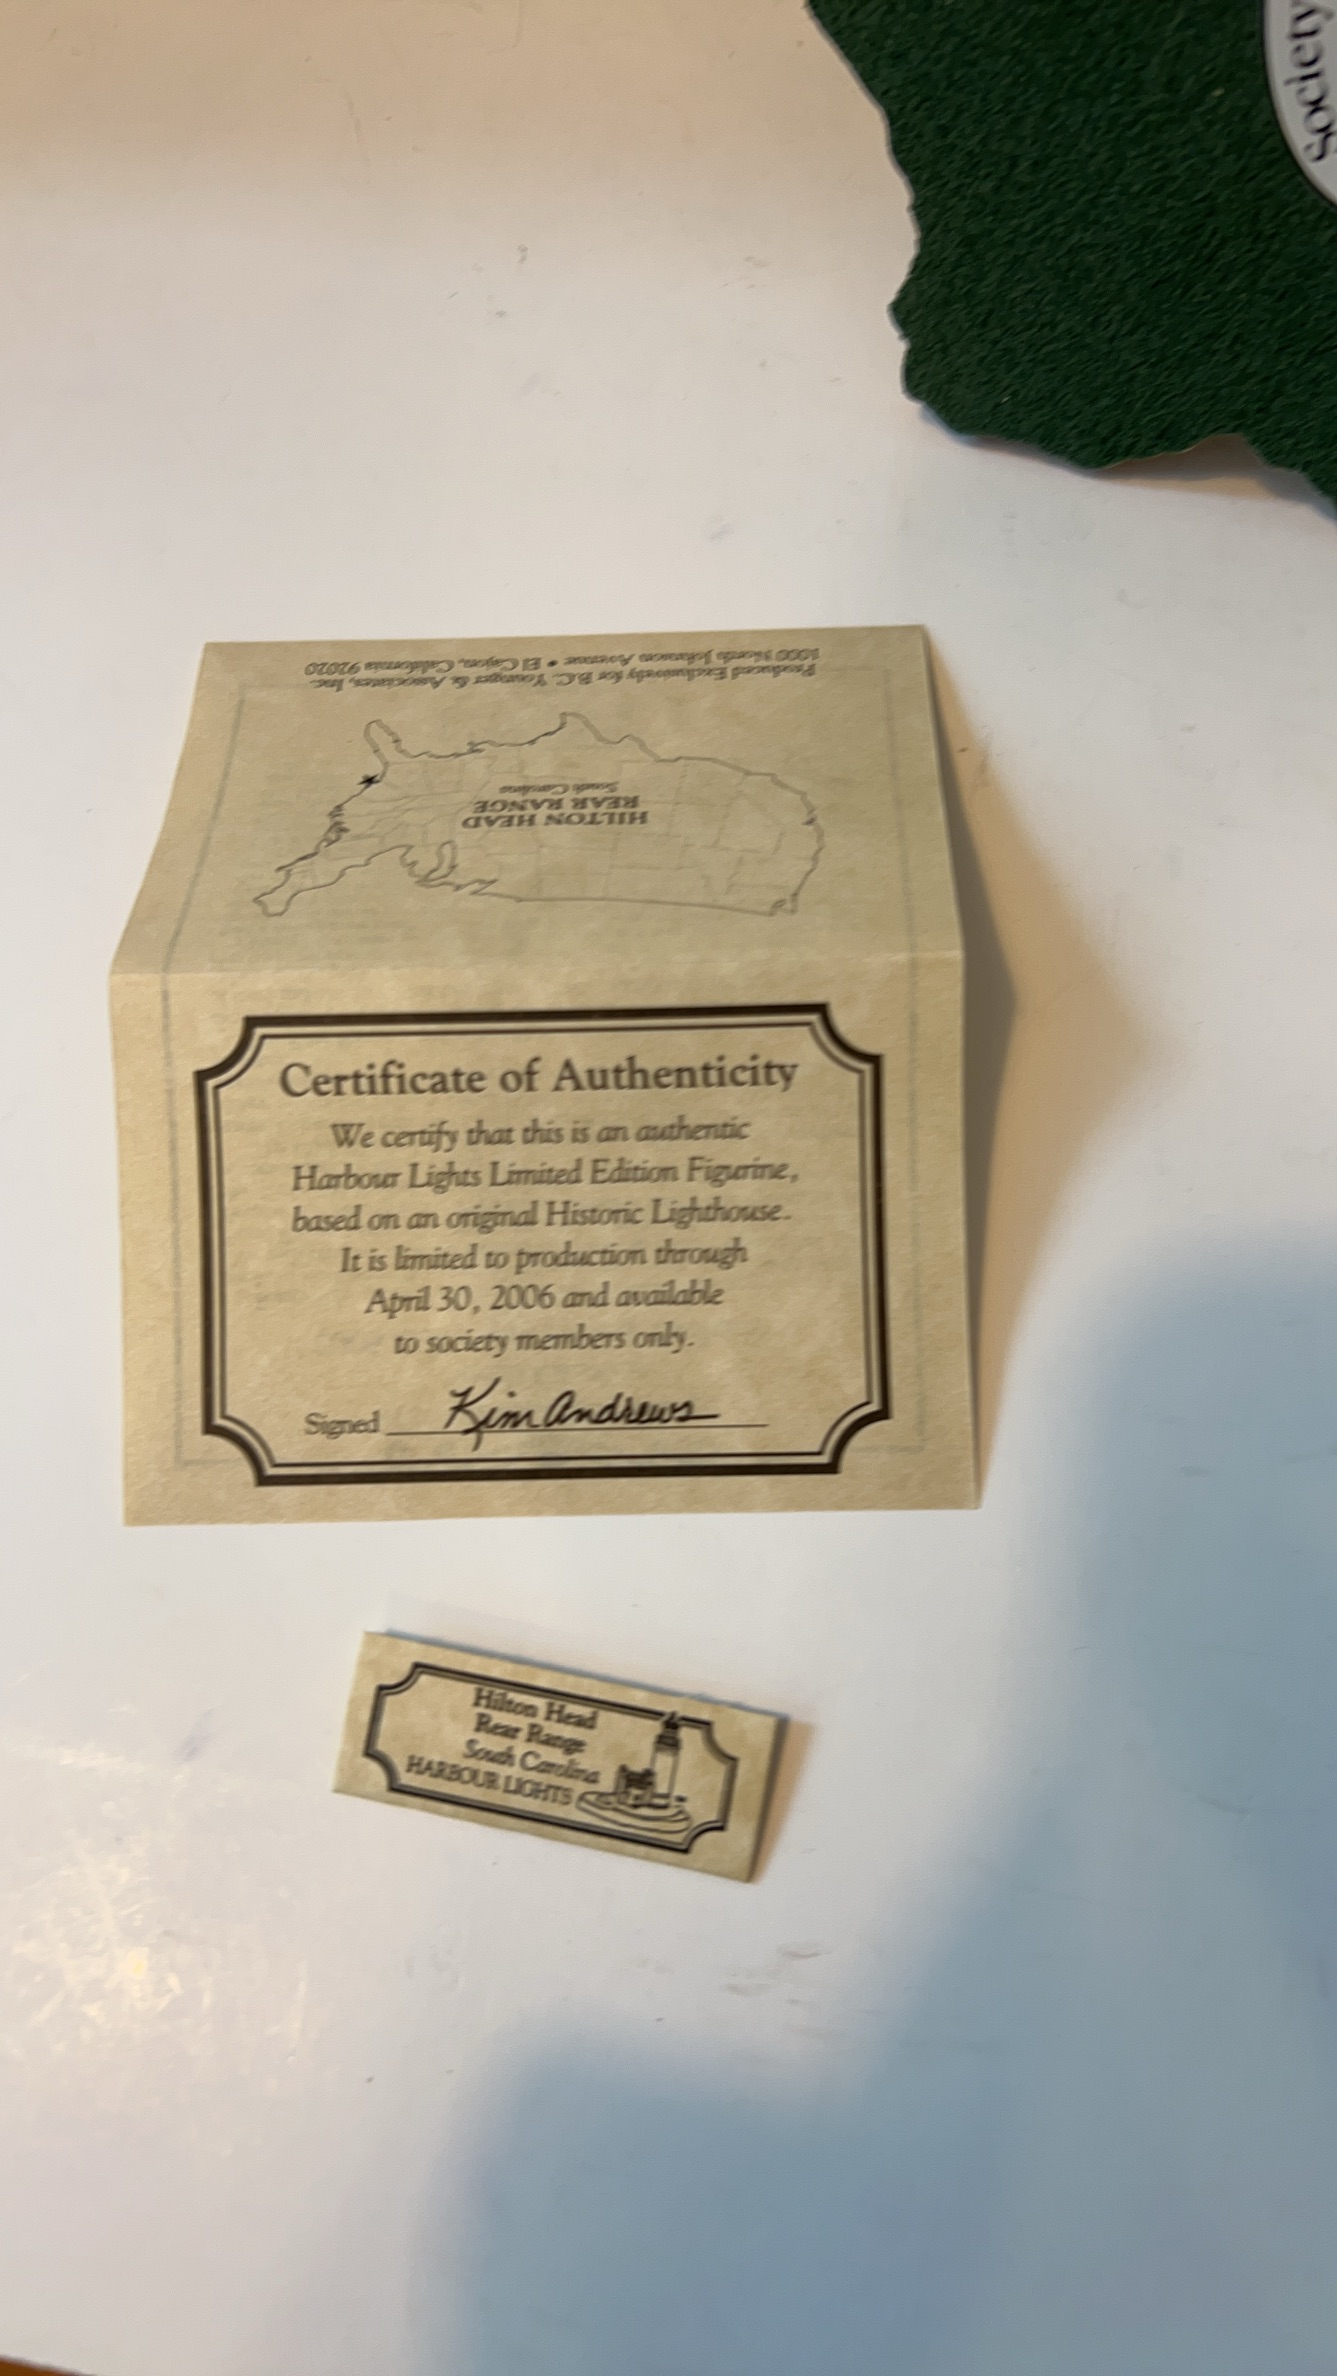 Society
Produced Exclusively for B.C. Younger & Associates, Inc.
1000 North Johnson Avenue • El Cajon, California 92020
HILTON HEAD
REAR RANGE
South Carolina
Certificate of Authenticity
We certify that this is an authentic
Harbour Lights Limited Edition Figurine,
based on an original Historic Lighthouse.
It is limited to production through
April 30, 2006 and available
to society members only.
Signed Kim Andrews
Hilton Head
Rear Range
South Carolina
HARBOUR LIGHTS